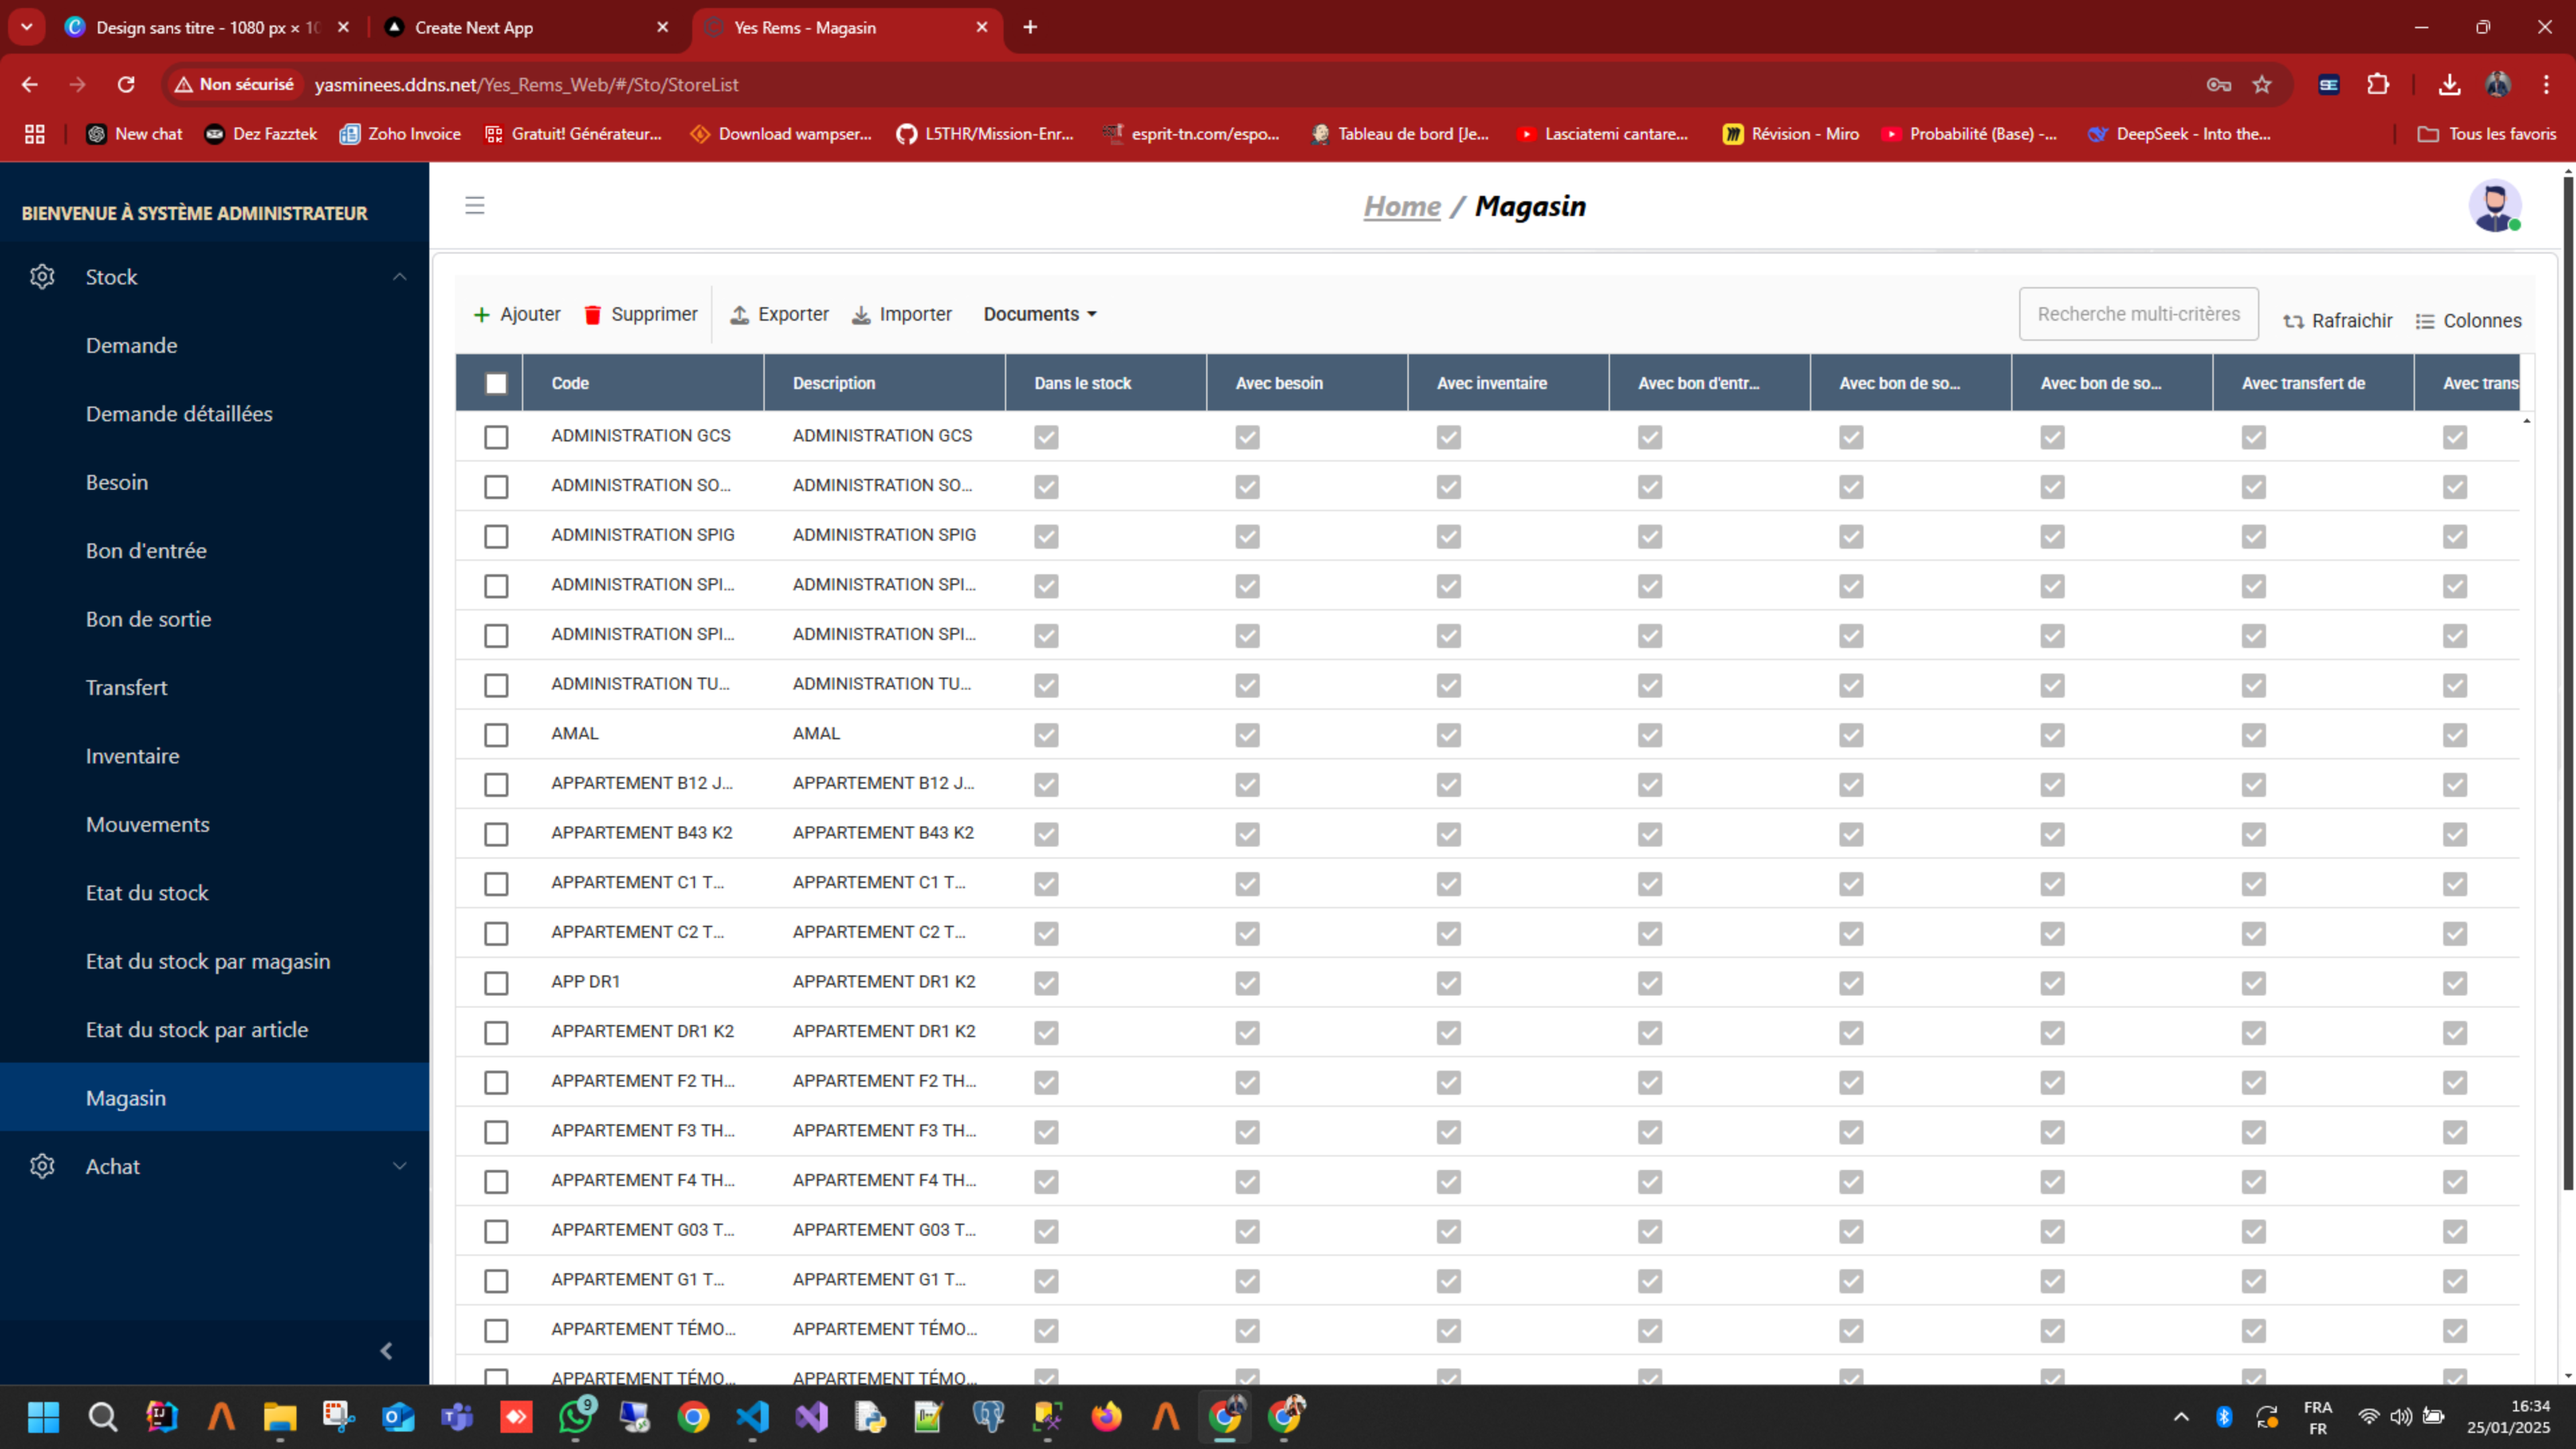 Design sans titre - 1080 px × 10
Create Next App
Yes Rems - Magasin
Non sécurisé
yasminees.ddns.net/Yes_Rems_Web/#/Sto/StoreList
New chat
Dez Fazztek
Zoho Invoice
Gratuit! Générateur...
Download wampser...
L5THR/Mission-Enr...
esprit-tn.com/espo...
Tableau de bord [Je...
Lasciatemi cantare...
Révision - Miro
Probabilité (Base) -...
DeepSeek - Into the...
Tous les favoris
BIENVENUE À SYSTÈME ADMINISTRATEUR
Stock
Demande
Demande détaillées
Besoin
Bon d'entrée
Bon de sortie
Transfert
Inventaire
Mouvements
Etat du stock
Etat du stock par magasin
Etat du stock par article
Magasin
Achat
Home / Magasin
Ajouter Supprimer Exporter Importer Documents Recherche multi-critères Rafraichir Colonnes
Code Description Dans le stock Avec besoin Avec inventaire Avec bon d'entr... Avec bon de so... Avec bon de so... Avec transfert de Avec trans
ADMINISTRATION GCS ADMINISTRATION GCS
ADMINISTRATION SO... ADMINISTRATION SO...
ADMINISTRATION SPIG ADMINISTRATION SPIG
ADMINISTRATION SPI... ADMINISTRATION SPI...
ADMINISTRATION SPI... ADMINISTRATION SPI...
ADMINISTRATION TU... ADMINISTRATION TU...
AMAL AMAL
APPARTEMENT B12 J... APPARTEMENT B12 J...
APPARTEMENT B43 K2 APPARTEMENT B43 K2
APPARTEMENT C1 T... APPARTEMENT C1 T...
APPARTEMENT C2 T... APPARTEMENT C2 T...
APP DR1 APPARTEMENT DR1 K2
APPARTEMENT DR1 K2 APPARTEMENT DR1 K2
APPARTEMENT F2 TH... APPARTEMENT F2 TH...
APPARTEMENT F3 TH... APPARTEMENT F3 TH...
APPARTEMENT F4 TH... APPARTEMENT F4 TH...
APPARTEMENT G03 T... APPARTEMENT G03 T...
APPARTEMENT G1 T... APPARTEMENT G1 T...
APPARTEMENT TÉMO... APPARTEMENT TÉMO...
APPARTEMENT TÉMO... APPARTEMENT TÉMO...
9
FRA
FR
16:34
25/01/2025